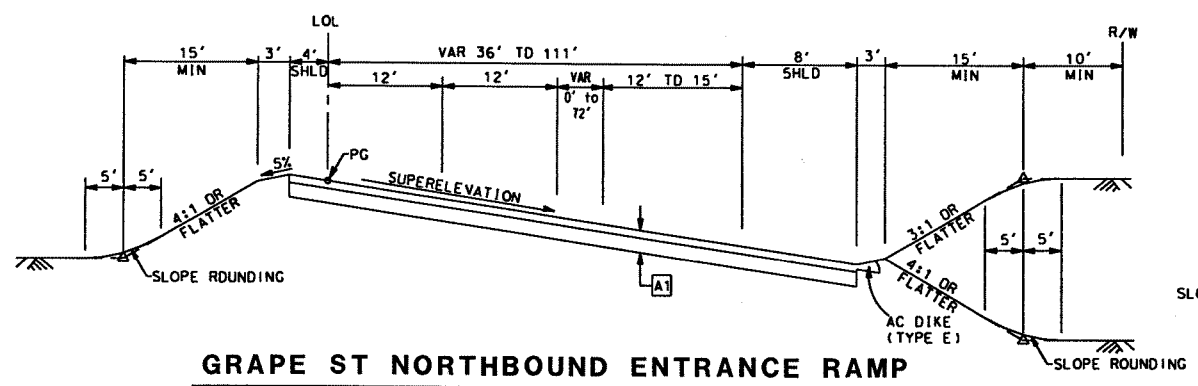 LOL
R/W
15'
MIN
3'
4'
SHLD
VAR 36' TO 111'
8'
SHLD
3'
15'
MIN
10'
MIN
12'
12'
VAR
0' to
72'
12' TO 15'
5%
PG
SUPERELEVATION
5'
5'
4:1 OR
FLATTER
SLOPE ROUNDING
A1
3:1 OR
FLATTER
4:1 OR
FLATTER
5'
5'
AC DIKE
(TYPE E)
SLOPE ROUNDING
GRAPE ST NORTHBOUND ENTRANCE RAMP